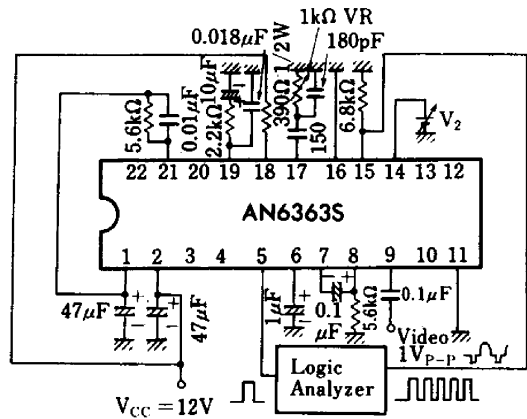 1kΩ VR
0.018μF
1/2W
180pF
10μF
+
5.6kΩ
0.01μF
2.2kΩ
390Ω
150
6.8kΩ
V2
22 21 20 19 18 17 16 15 14 13 12
AN6363S
1 2 3 4 5 6 7 8 9 10 11
47μF
+
-
+
-
47μF
1μF
+
-
- +
0.1
μF
5.6kΩ
0.1μF
Video
1VP-P
Logic
Analyzer
VCC = 12V